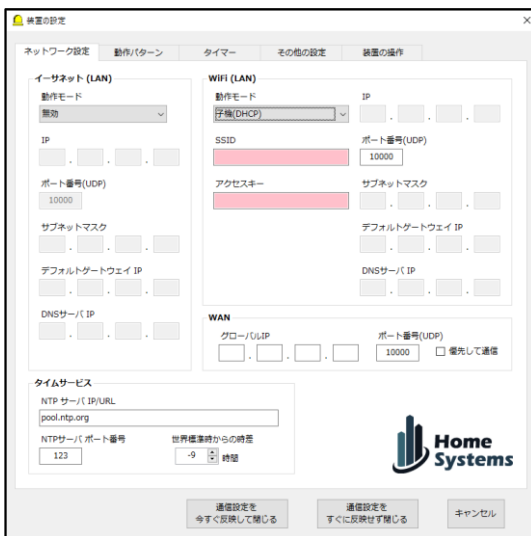 装置の設定
ネットワーク設定 動作パターン タイマー その他の設定 装置の操作
イーサネット (LAN)
動作モード
無効
IP
. . .
ポート番号(UDP)
10000
サブネットマスク
. . .
デフォルトゲートウェイ IP
. . .
DNSサーバ IP
. . .
WiFi (LAN)
動作モード
子機(DHCP)
SSID
アクセスキー
IP
. . .
ポート番号(UDP)
10000
サブネットマスク
. . .
デフォルトゲートウェイ IP
. . .
DNSサーバ IP
. . .
WAN
グローバルIP
. . .
ポート番号(UDP)
10000 優先して通信
タイムサービス
NTP サーバ IP/URL
pool.ntp.org
NTPサーバ ポート番号
123
世界標準時からの時差
-9 時間
Home
Systems
通信設定を
今すぐ反映して閉じる
通信設定を
すぐに反映せず閉じる
キャンセル